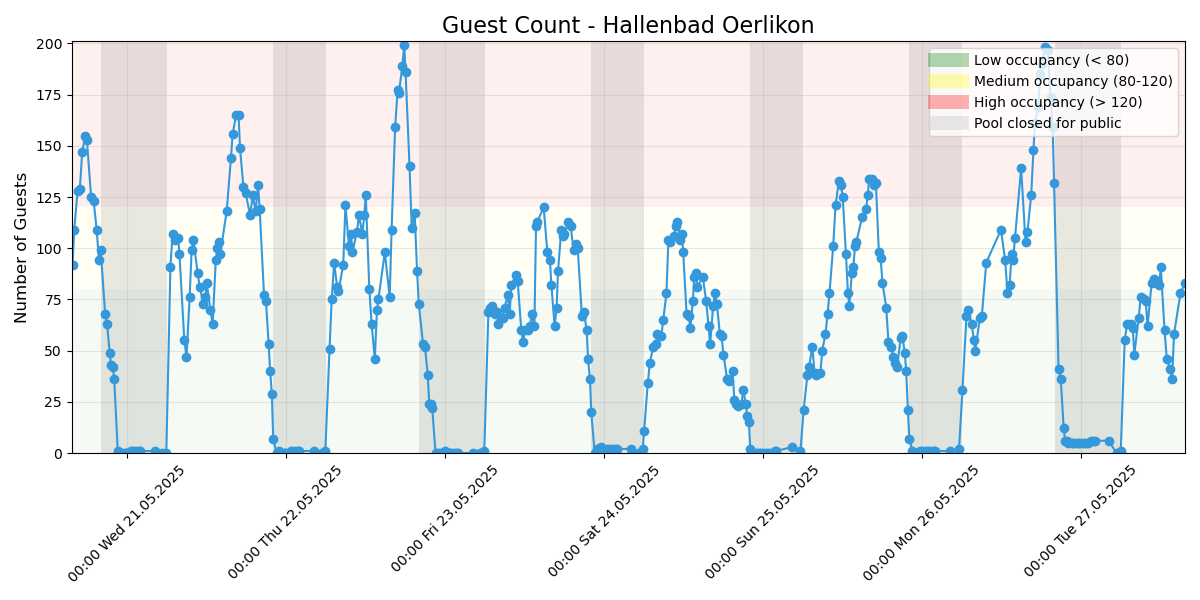 Guest Count - Hallenbad Oerlikon
Number of Guests
200
175
150
125
100
75
50
25
0
Low occupancy (< 80)
Medium occupancy (80-120)
High occupancy (> 120)
Pool closed for public
00:00 Wed 21.05.2025
00:00 Thu 22.05.2025
00:00 Fri 23.05.2025
00:00 Sat 24.05.2025
00:00 Sun 25.05.2025
00:00 Mon 26.05.2025
00:00 Tue 27.05.2025